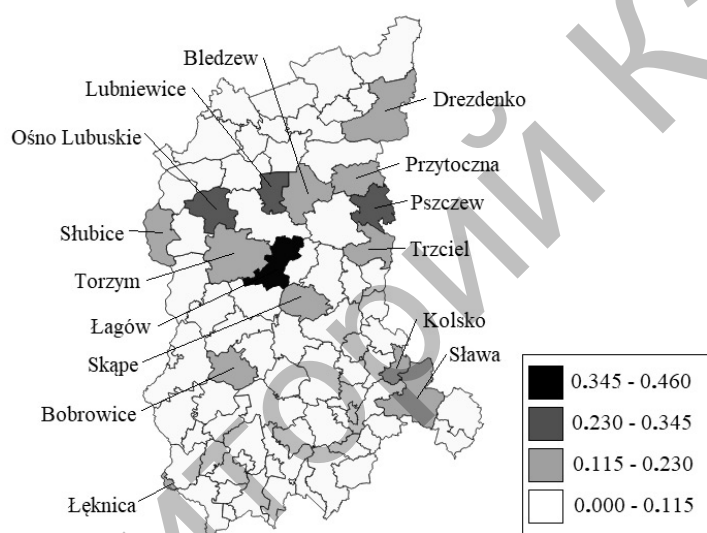 Bledzew
Lubniewice
Drezdenko
Ośno Lubuskie
Przytoczna
Pszczew
Słubice
Trzciel
Torzym
Łagów
Kolsko
Skąpe
Sława
Bobrowice
Łęknica
0.345 - 0.460
0.230 - 0.345
0.115 - 0.230
0.000 - 0.115
ТОРИЙ К